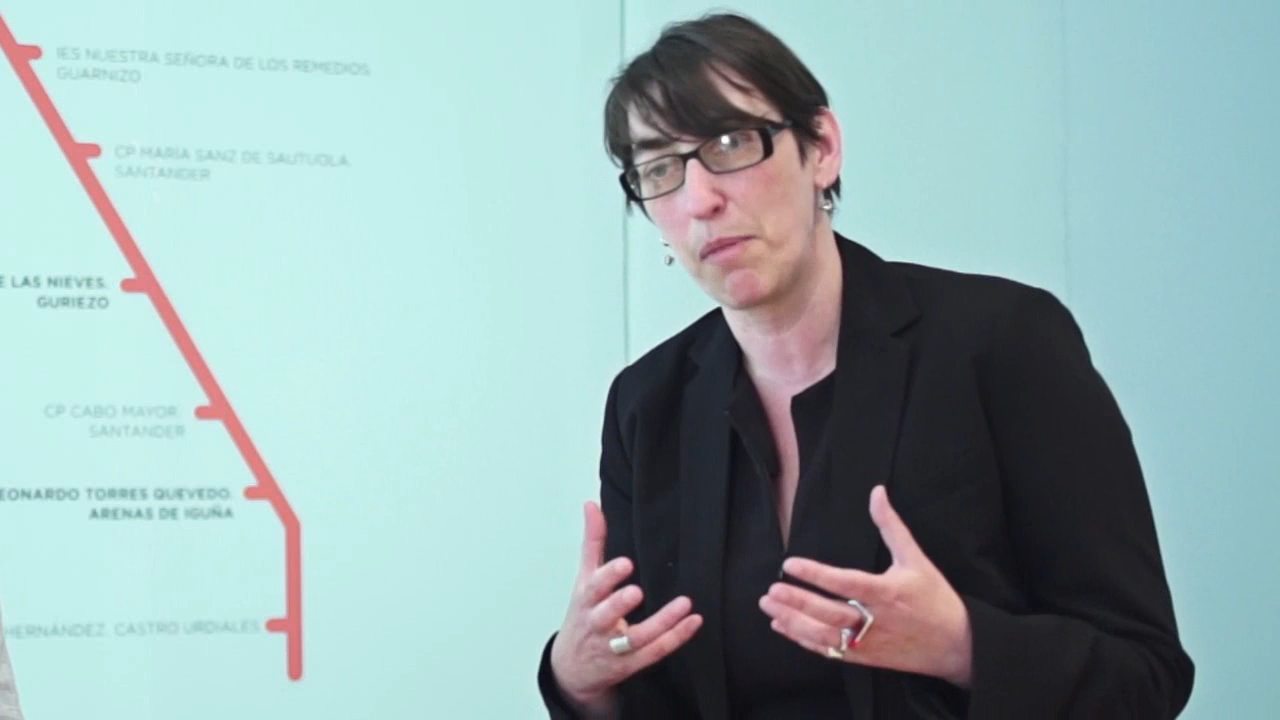 IES NUESTRA SEÑORA DE LOS REMEDIOS.
GUARNIZO
CP MARÍA SANZ DE SAUTUOLA.
SANTANDER
LAS NIEVES.
GURIEZO
CP CABO MAYOR.
SANTANDER
EONARDO TORRES QUEVEDO.
ARENAS DE IGUÑA
HERNÁNDEZ. CASTRO URDIALES